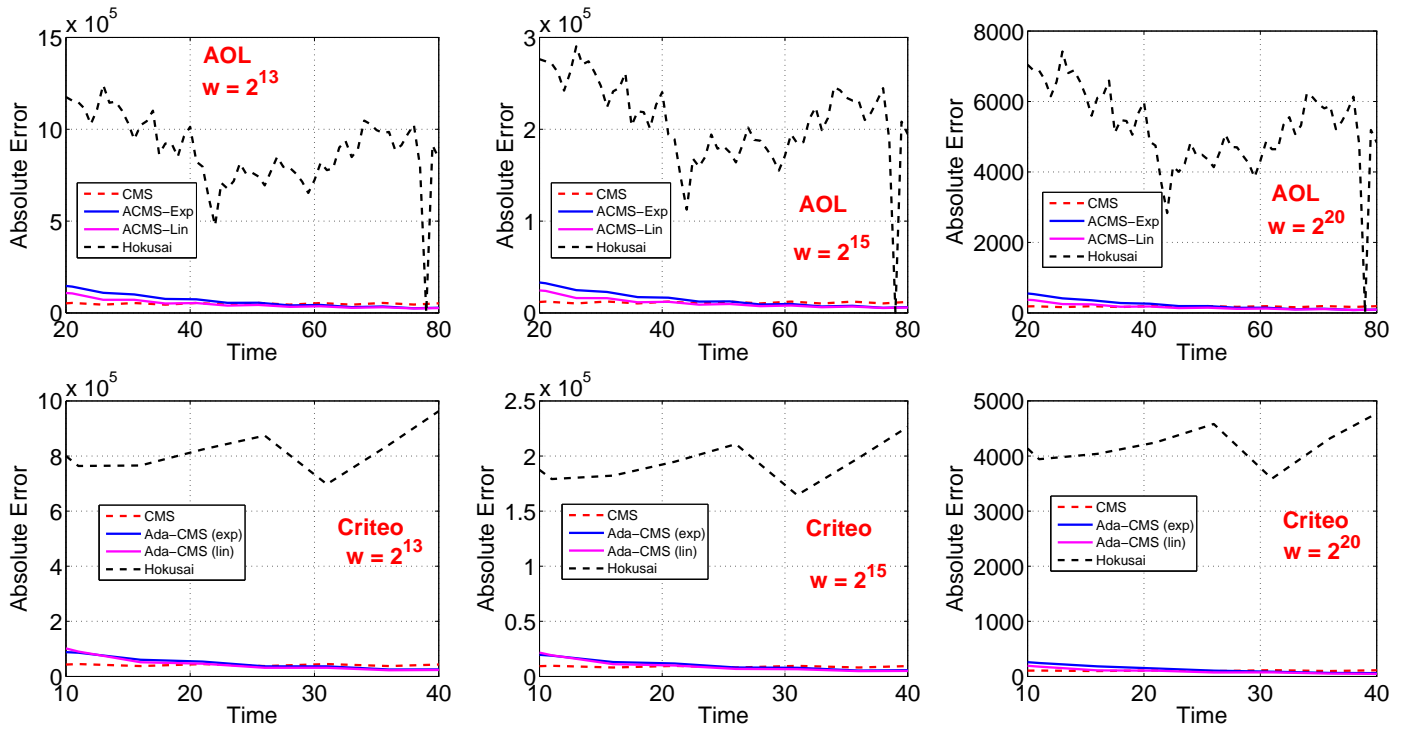 x 10^5
15
10
5
0
20 40 60 80
Absolute Error
Time
AOL
w = 2^13
CMS
ACMS−Exp
ACMS−Lin
Hokusai
x 10^5
3
2
1
0
20 40 60 80
Absolute Error
Time
AOL
w = 2^15
CMS
ACMS−Exp
ACMS−Lin
Hokusai
8000
6000
4000
2000
0
20 40 60 80
Absolute Error
Time
AOL
w = 2^20
CMS
ACMS−Exp
ACMS−Lin
Hokusai
x 10^5
10
8
6
4
2
0
10 20 30 40
Absolute Error
Time
Criteo
w = 2^13
CMS
Ada−CMS (exp)
Ada−CMS (lin)
Hokusai
x 10^5
2.5
2
1.5
1
0.5
0
10 20 30 40
Absolute Error
Time
Criteo
w = 2^15
CMS
Ada−CMS (exp)
Ada−CMS (lin)
Hokusai
5000
4000
3000
2000
1000
0
10 20 30 40
Absolute Error
Time
Criteo
w = 2^20
CMS
Ada−CMS (exp)
Ada−CMS (lin)
Hokusai